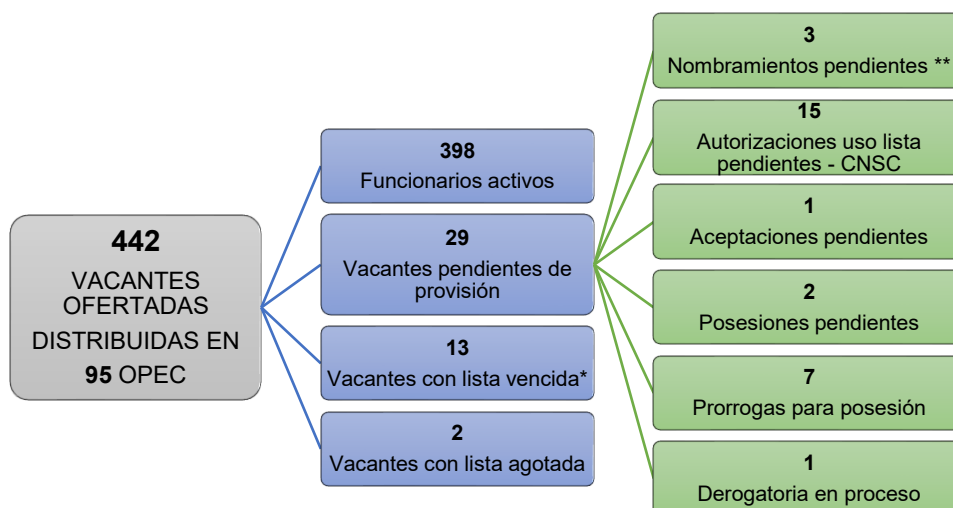 442
VACANTES
OFERTADAS
DISTRIBUIDAS EN
95 OPEC
398
Funcionarios activos
29
Vacantes pendientes de
provisión
13
Vacantes con lista vencida*
2
Vacantes con lista agotada
3
Nombramientos pendientes **
15
Autorizaciones uso lista
pendientes - CNSC
1
Aceptaciones pendientes
2
Posesiones pendientes
7
Prorrogas para posesión
1
Derogatoria en proceso